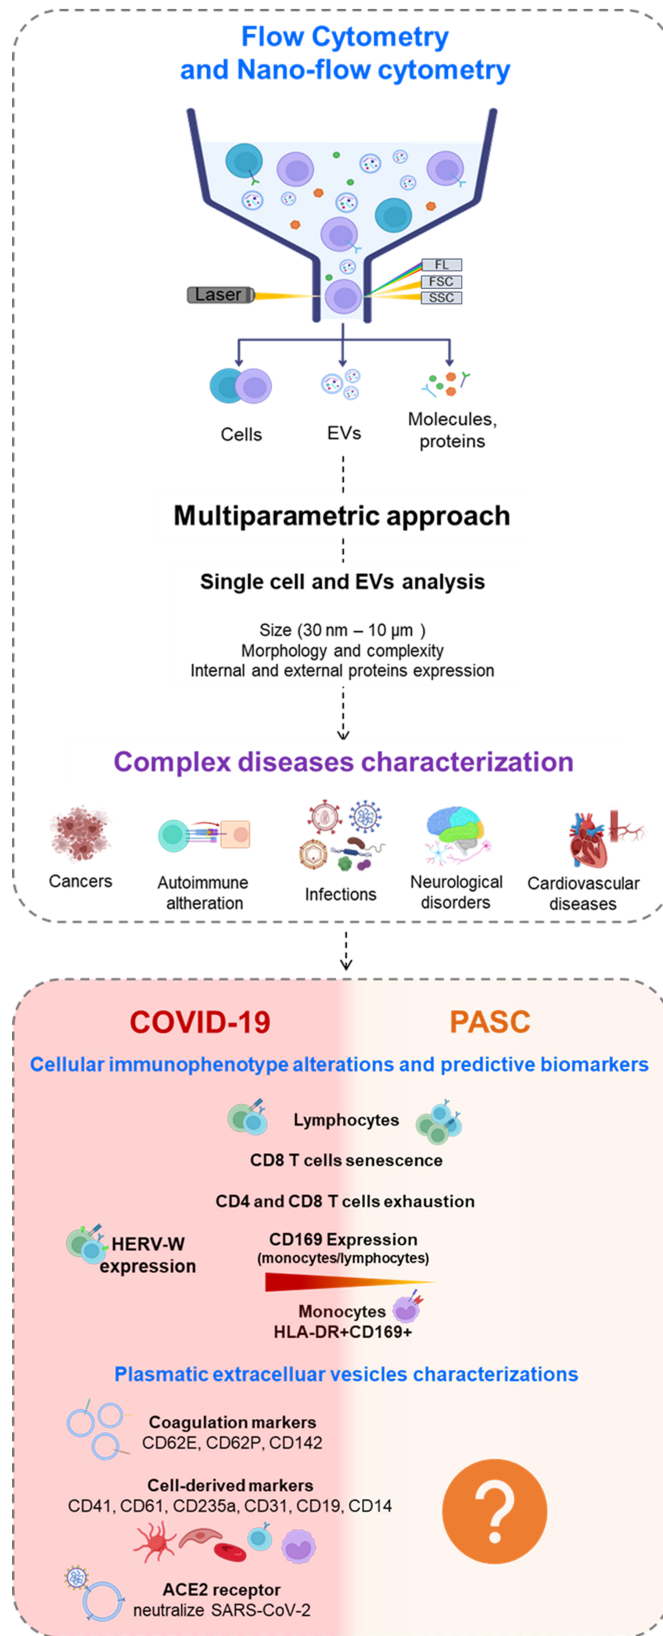 Flow Cytometry
and Nano-flow cytometry
Laser
FL
FSC
SSC
Cells
EVs
Molecules,
proteins
Multiparametric approach
Single cell and EVs analysis
Size (30 nm – 10 µm )
Morphology and complexity
Internal and external proteins expression
Complex diseases characterization
Cancers
Autoimmune
altheration
Infections
Neurological
disorders
Cardiovascular
diseases
COVID-19
PASC
Cellular immunophenotype alterations and predictive biomarkers
Lymphocytes
CD8 T cells senescence
CD4 and CD8 T cells exhaustion
HERV-W
expression
CD169 Expression
(monocytes/lymphocytes)
Monocytes
HLA-DR+CD169+
Plasmatic extracelluar vesicles characterizations
Coagulation markers
CD62E, CD62P, CD142
Cell-derived markers
CD41, CD61, CD235a, CD31, CD19, CD14
?
ACE2 receptor
neutralize SARS-CoV-2